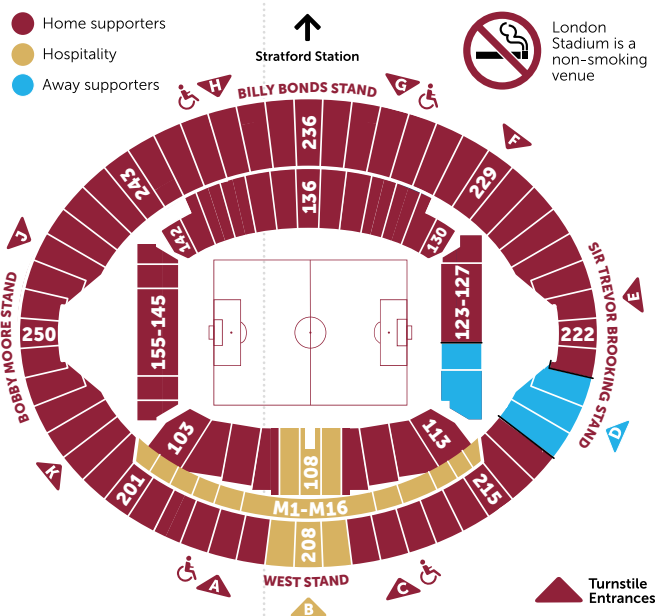 Home supporters
Hospitality
Away supporters
Stratford Station
London
Stadium is a
non-smoking
venue
H
BILLY BONDS STAND
G
F
236
243
229
136
142
130
J
E
SIR TREVOR BROOKING STAND
BOBBY MOORE STAND
155-145
123-127
250
222
D
103
113
108
K
201
215
M1-M16
208
A
WEST STAND
C
B
Turnstile
Entrances